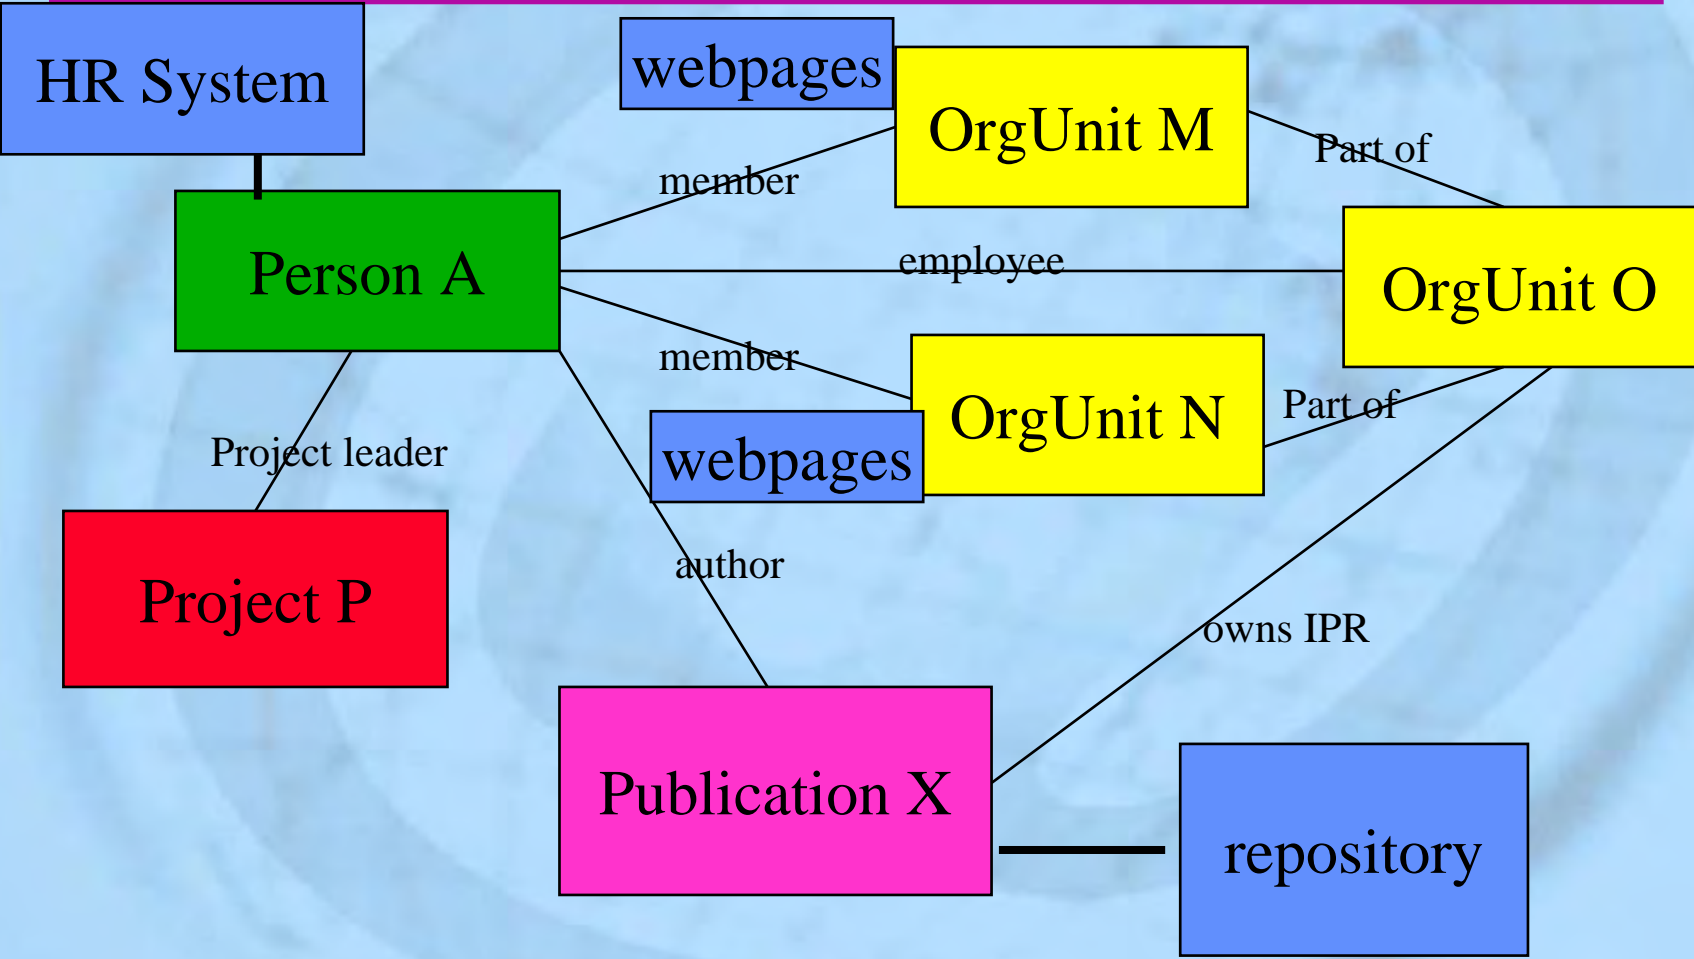 HR System
webpages
OrgUnit M
Part of
member
Person A
employee
OrgUnit O
member
OrgUnit N
Part of
webpages
Project leader
author
Project P
owns IPR
Publication X
repository